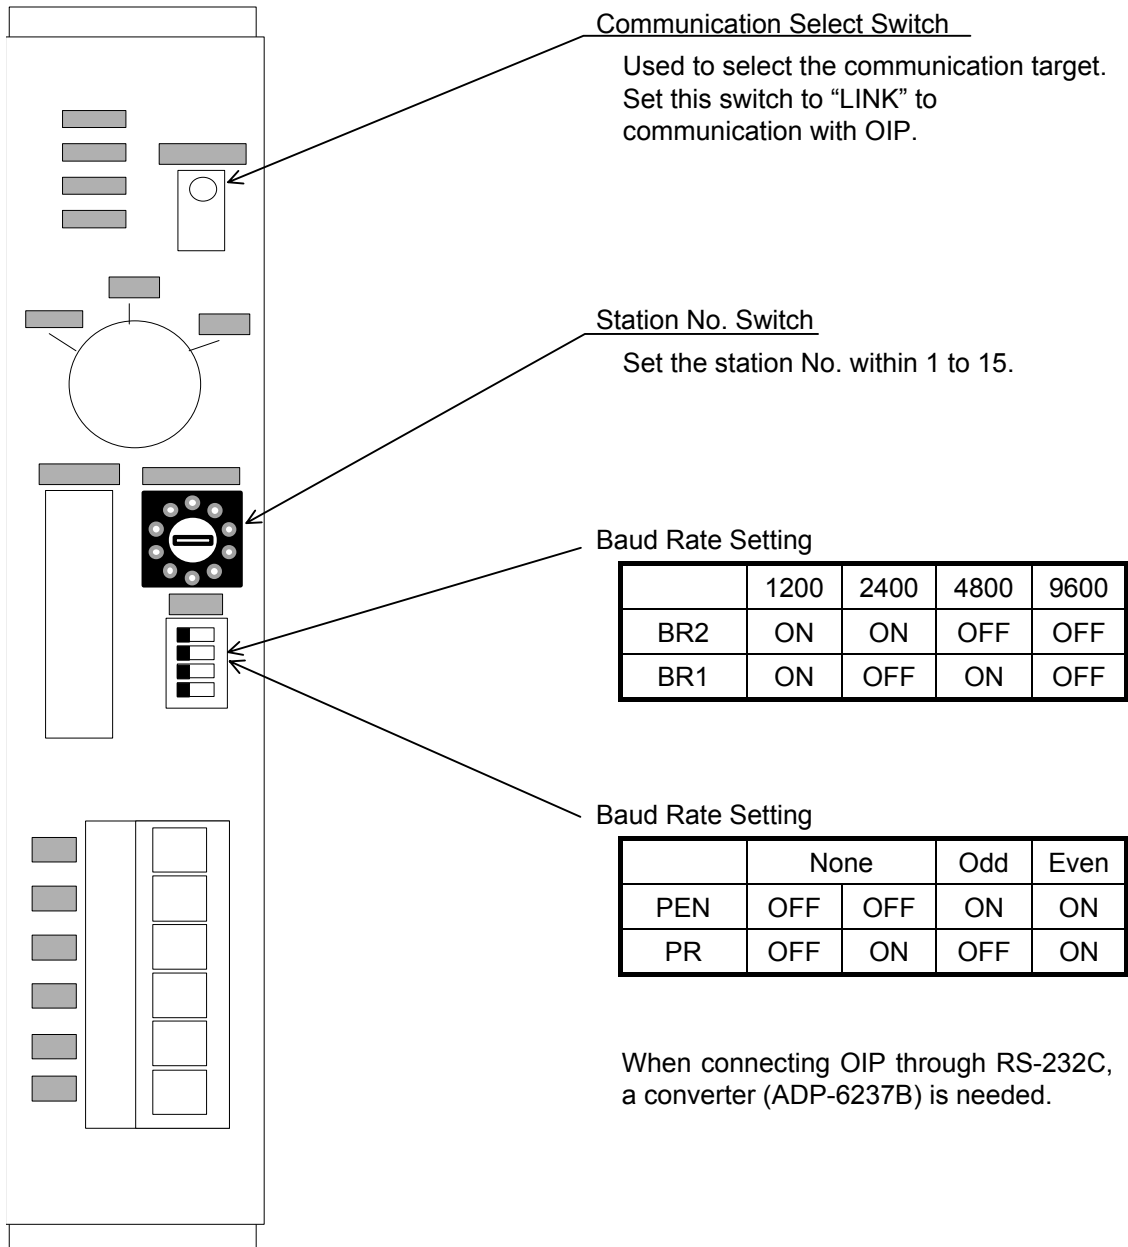 Communication Select Switch
Used to select the communication target.
Set this switch to “LINK” to
communication with OIP.
Station No. Switch
Set the station No. within 1 to 15.
Baud Rate Setting
1200 2400 4800 9600
BR2 ON ON OFF OFF
BR1 ON OFF ON OFF
Baud Rate Setting
None Odd Even
PEN OFF OFF ON ON
PR OFF ON OFF ON
When connecting OIP through RS-232C,
a converter (ADP-6237B) is needed.